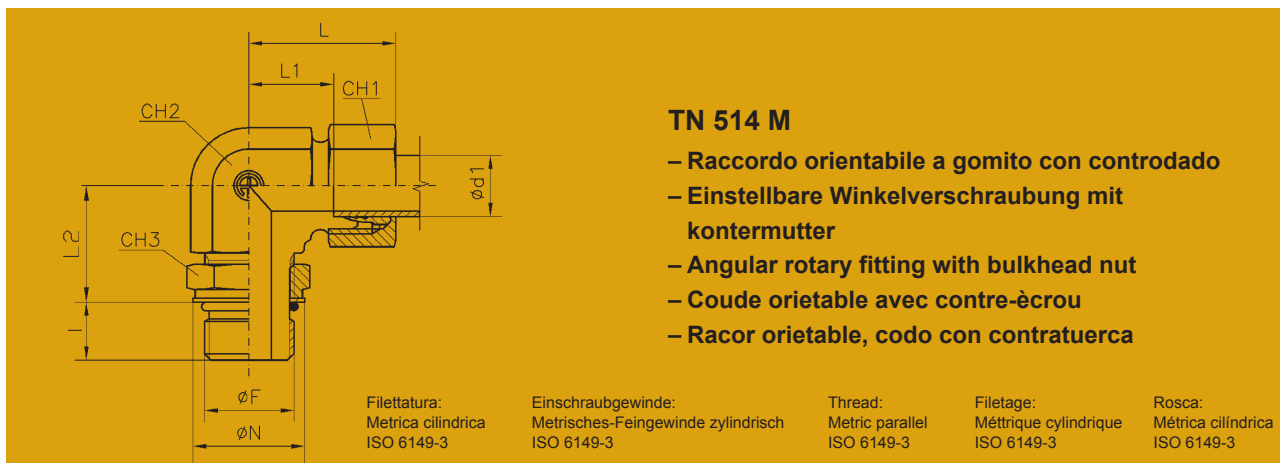 L
L1
CH1
CH2
ød1
L2
CH3
I
øF
øN
TN 514 M
– Raccordo orientabile a gomito con controdado
– Einstellbare Winkelverschraubung mit
kontermutter
– Angular rotary fitting with bulkhead nut
– Coude orietable avec contre-ècrou
– Racor orietable, codo con contratuerca
Filettatura:
Metrica cilindrica
ISO 6149-3
Einschraubgewinde:
Metrisches-Feingewinde zylindrisch
ISO 6149-3
Thread:
Metric parallel
ISO 6149-3
Filetage:
Méttrique cylindrique
ISO 6149-3
Rosca:
Métrica cilíndrica
ISO 6149-3